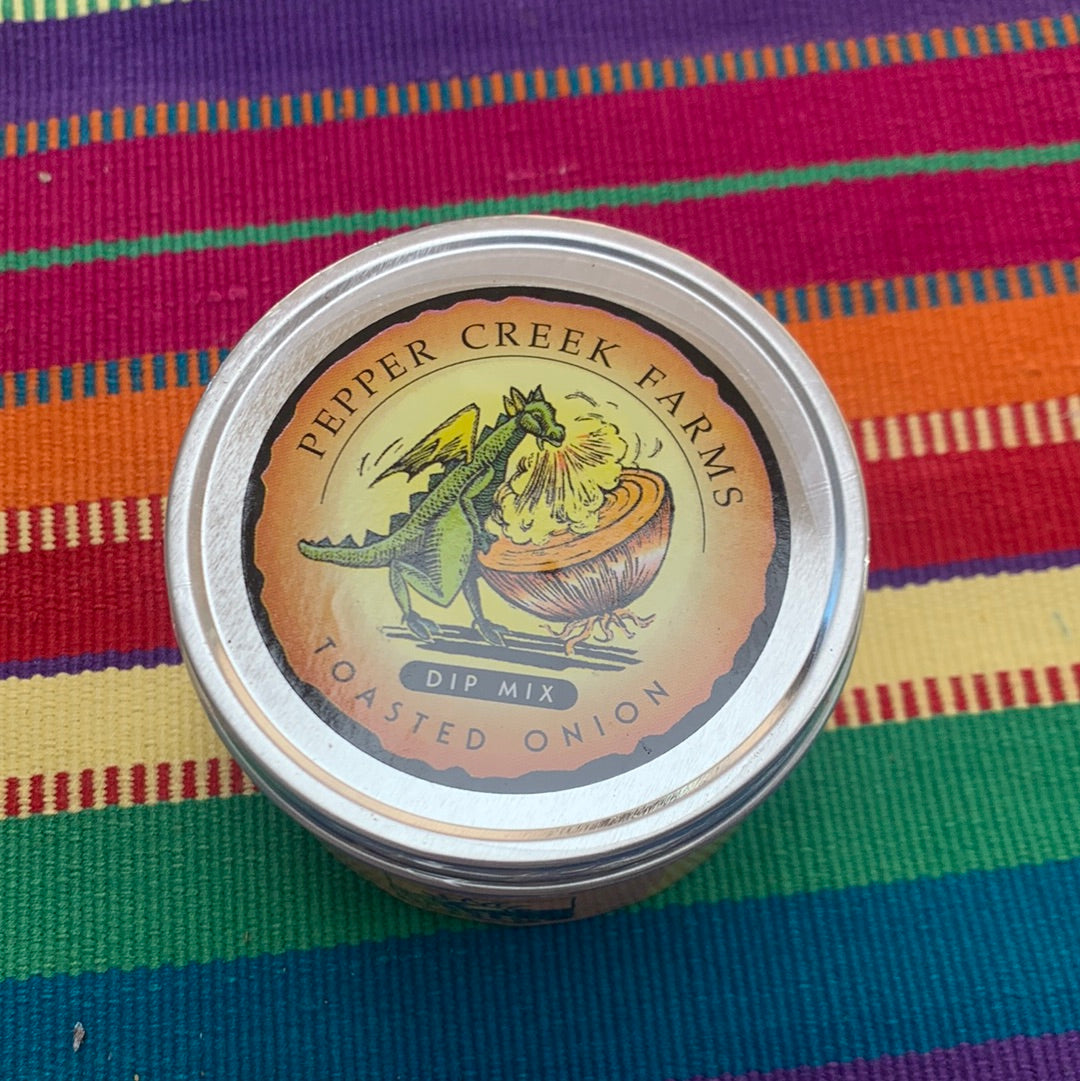 PEPPER CREEK FARMS
DIP MIX
TOASTED ONION